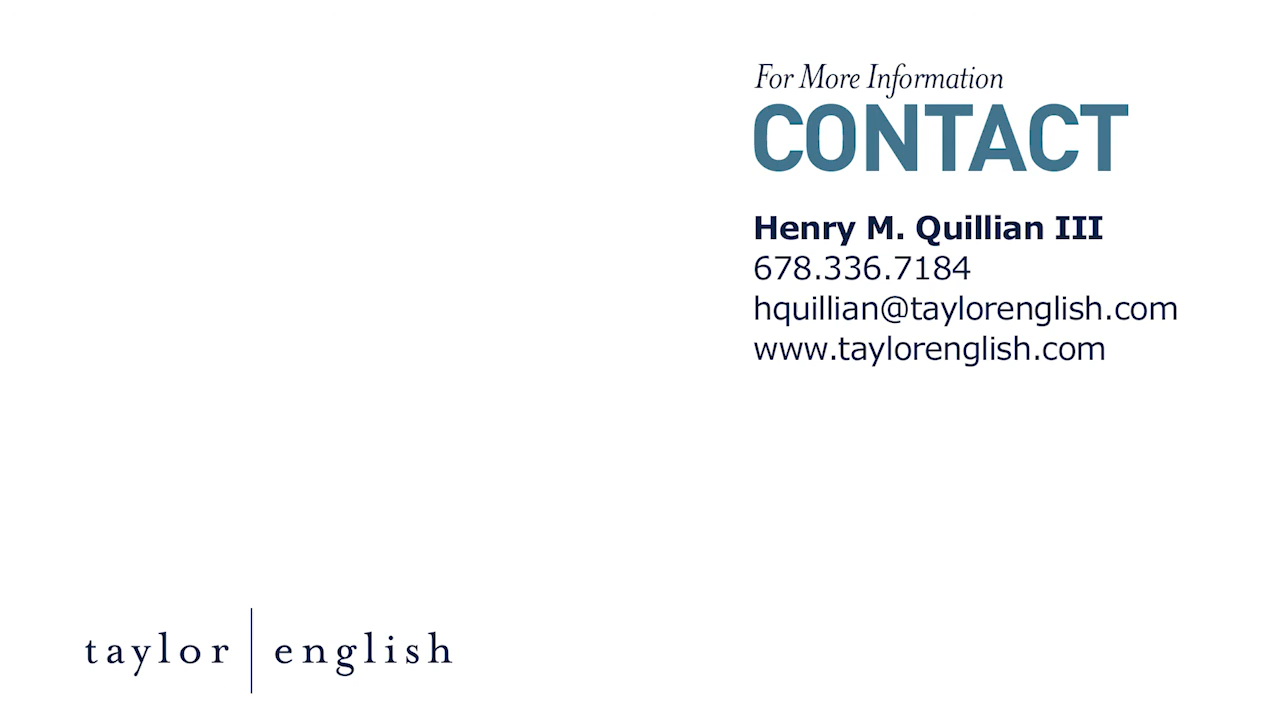 For More Information
CONTACT
Henry M. Quillian III
678.336.7184
hquillian@taylorenglish.com
www.taylorenglish.com
taylor | english